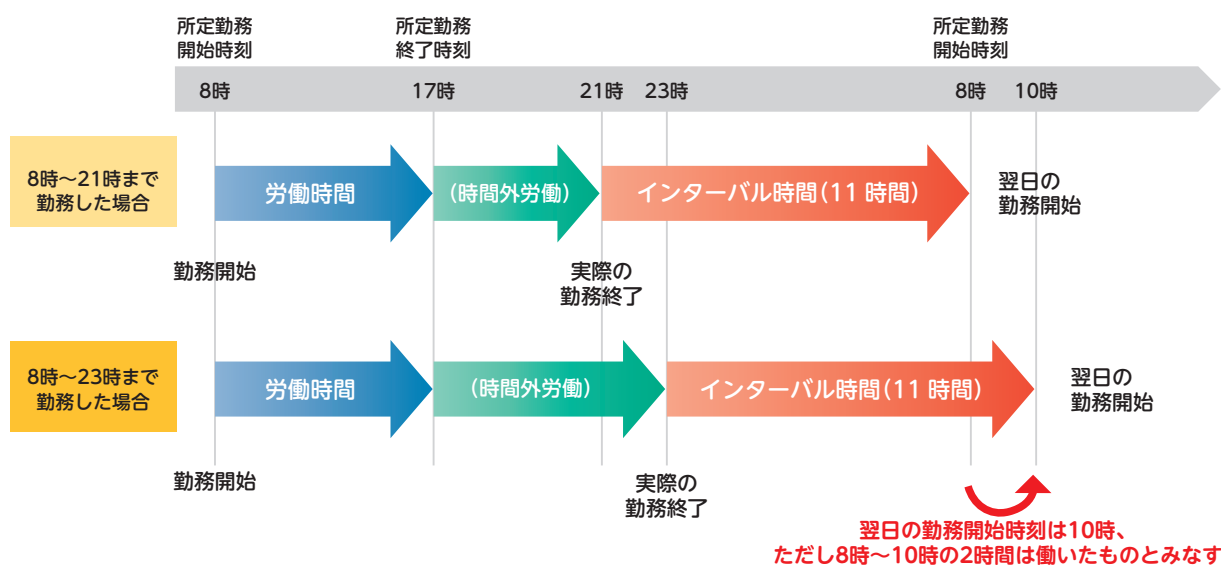 所定勤務
開始時刻
所定勤務
終了時刻
所定勤務
開始時刻
8時
17時
21時
23時
8時
10時
8時～21時まで
勤務した場合
労働時間
（時間外労働）
インターバル時間（11 時間）
翌日の
勤務開始
勤務開始
実際の
勤務終了
8時～23時まで
勤務した場合
労働時間
（時間外労働）
インターバル時間（11 時間）
翌日の
勤務開始
勤務開始
実際の
勤務終了
翌日の勤務開始時刻は10時、
ただし8時～10時の2時間は働いたものとみなす